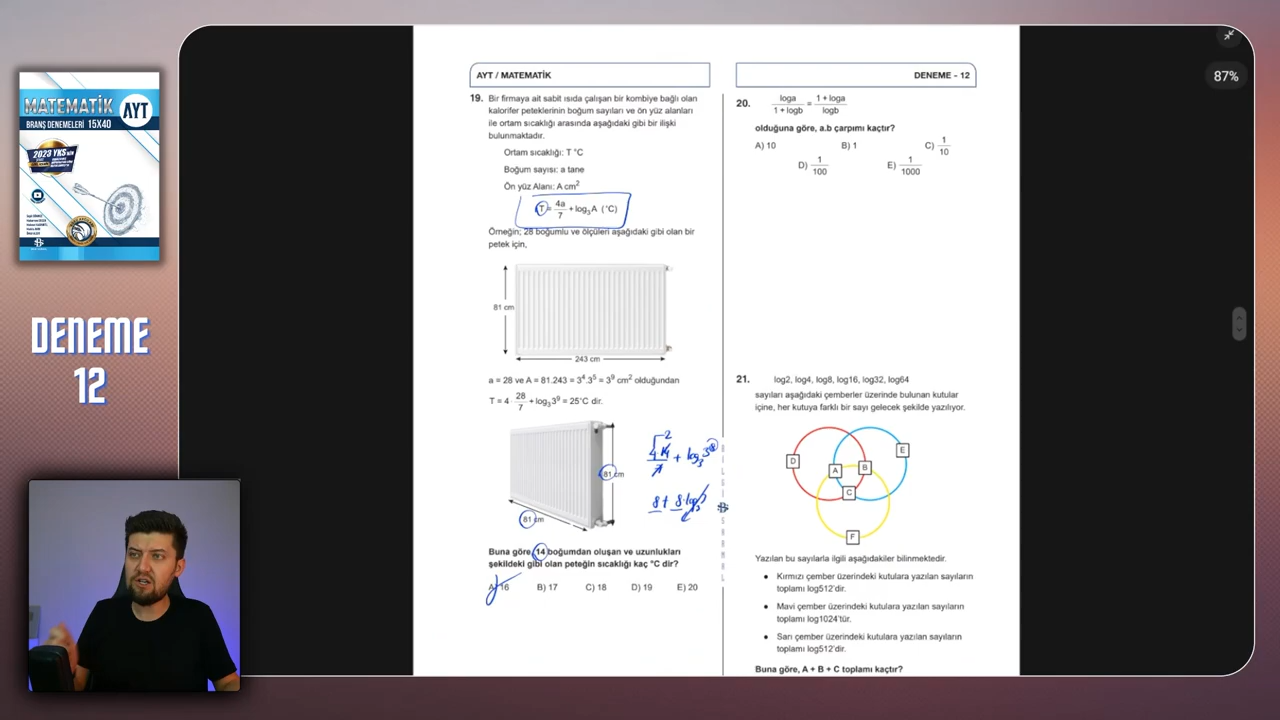 87%
MATEMATİK
AYT
BRANŞ DENEMELERİ 15X40
2023 YKS'NİN
DENEME
12
AYT / MATEMATİK
19. Bir firmaya ait sabit ısıda çalışan bir kombiye bağlı olan
kalorifer peteklerinin boğum sayıları ve ön yüz alanları
ile ortam sıcaklığı arasında aşağıdaki gibi bir ilişki
bulunmaktadır.
Ortam sıcaklığı: T °C
Boğum sayısı: a tane
Ön yüz Alanı: A cm²
T = 4a/7 + log₃A (°C)
Örneğin; 28 boğumlu ve ölçüleri aşağıdaki gibi olan bir
petek için,
81 cm
243 cm
a = 28 ve A = 81.243 = 3⁴.3⁵ = 3⁹ cm² olduğundan
T = 4 · 28/7 + log₃3⁹ = 25°C dir.
81 cm
81 cm
4·14/7 + log₃3⁸
2
8 + 8·log₃3
Buna göre, 14 boğumdan oluşan ve uzunlukları
şekildeki gibi olan peteğin sıcaklığı kaç °C dir?
A) 16 B) 17 C) 18 D) 19 E) 20
DENEME - 12
20. loga/(1 + logb) = (1 + loga)/logb
olduğuna göre, a.b çarpımı kaçtır?
A) 10 B) 1 C) 1/10
D) 1/100 E) 1/1000
21. log2, log4, log8, log16, log32, log64
sayıları aşağıdaki çemberler üzerinde bulunan kutular
içine, her kutuya farklı bir sayı gelecek şekilde yazılıyor.
E
D
A
B
C
F
Yazılan bu sayılarla ilgili aşağıdakiler bilinmektedir.
• Kırmızı çember üzerindeki kutulara yazılan sayıların
toplamı log512'dir.
• Mavi çember üzerindeki kutulara yazılan sayıların
toplamı log1024'tür.
• Sarı çember üzerindeki kutulara yazılan sayıların
toplamı log512'dir.
Buna göre, A + B + C toplamı kaçtır?